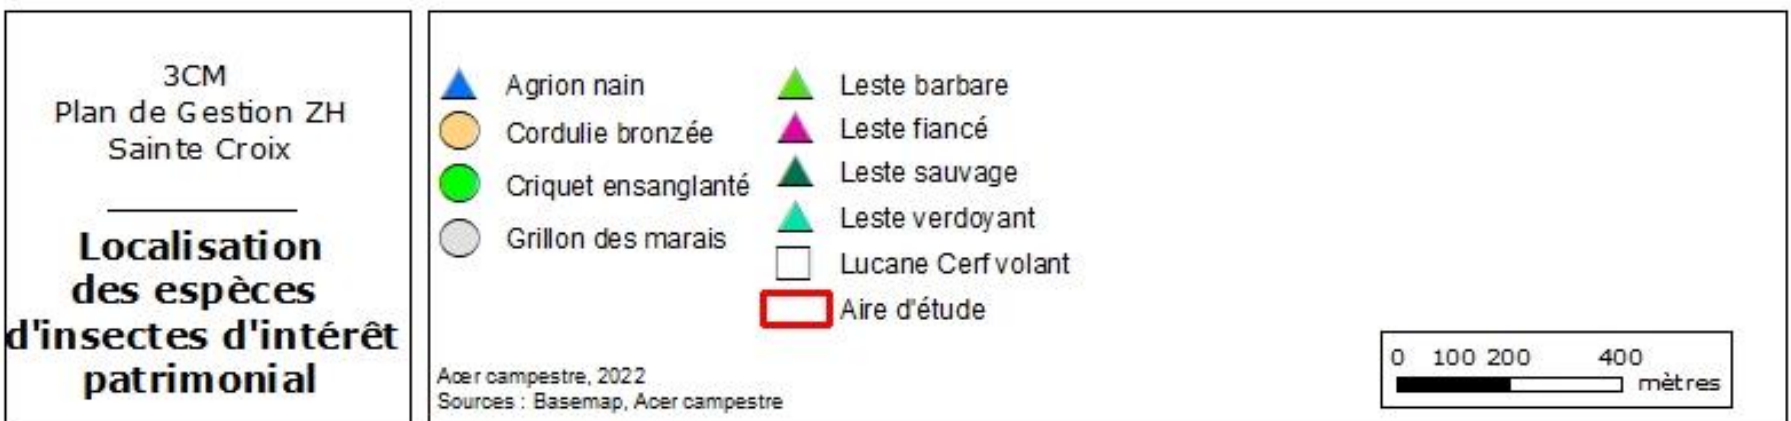 3CM
Plan de Gestion ZH
Sainte Croix
Localisation
des espèces
d'insectes d'intérêt
patrimonial
Agrion nain
Cordulie bronzée
Criquet ensanglanté
Grillon des marais
Leste barbare
Leste fiancé
Leste sauvage
Leste verdoyant
Lucane Cerf volant
Aire d'étude
Acer campestre, 2022
Sources : Basemap, Acer campestre
0 100 200 400
mètres